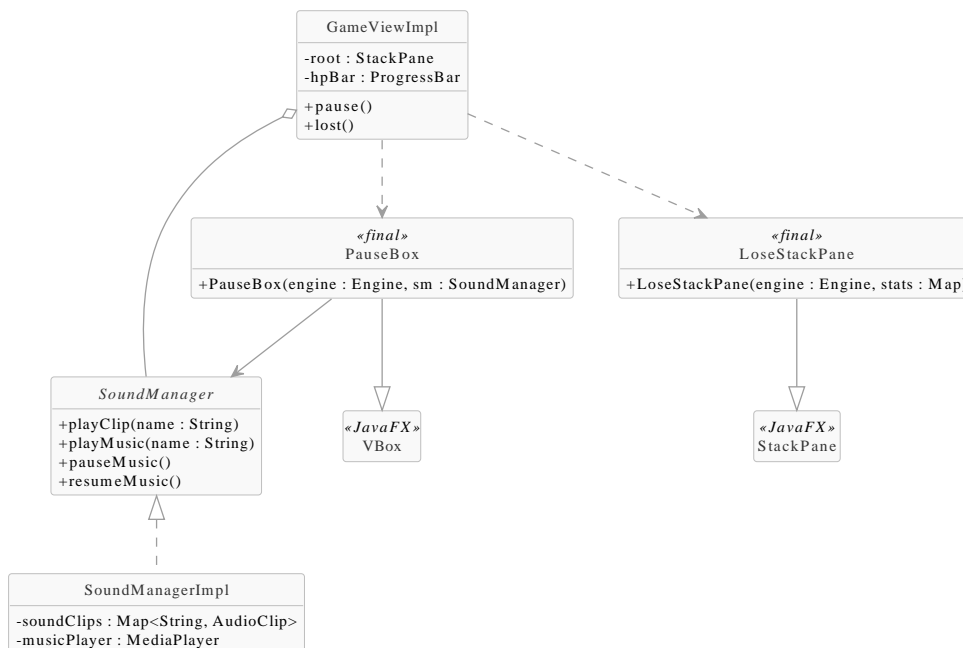 GameViewImpl
-root : StackPane
-hpBar : ProgressBar
+pause()
+lost()
«final»
PauseBox
+PauseBox(engine : Engine, sm : SoundManager)
«final»
LoseStackPane
+LoseStackPane(engine : Engine, stats : Map)
SoundManager
+playClip(name : String)
+playMusic(name : String)
+pauseMusic()
+resumeMusic()
«JavaFX»
VBox
«JavaFX»
StackPane
SoundManagerImpl
-soundClips : Map<String, AudioClip>
-musicPlayer : MediaPlayer